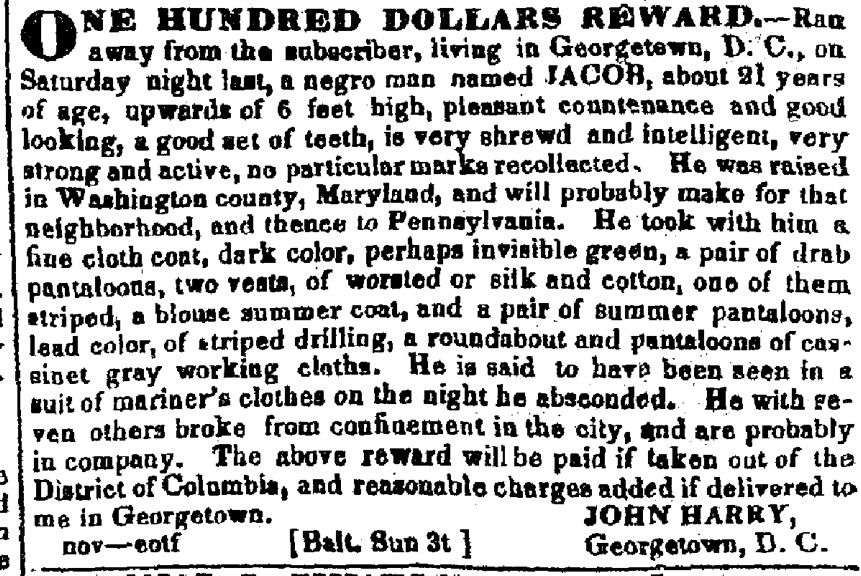 ONE HUNDRED DOLLARS REWARD.—Ran
away from the subscriber, living in Georgetown, D. C., on
Saturday night last, a negro man named JACOB, about 21 years
of age, upwards of 6 feet high, pleasant countenance and good
looking, a good set of teeth, is very shrewd and intelligent, very
strong and active, no particular marks recollected. He was raised
in Washington county, Maryland, and will probably make for that
neighborhood, and thence to Pennsylvania. He took with him a
fine cloth coat, dark color, perhaps invisible green, a pair of drab
pantaloons, two vests, of worsted or silk and cotton, one of them
striped, a blouse summer coat, and a pair of summer pantaloons,
lead color, of striped drilling, a roundabout and pantaloons of cas-
sinet gray working cloths. He is said to have been seen in a
suit of mariner's clothes on the night he absconded. He with se-
ven others broke from confinement in the city, and are probably
in company. The above reward will be paid if taken out of the
District of Columbia, and reasonable charges added if delivered to
me in Georgetown. JOHN HARRY,
nov—eotf [Balt. Sun 3t] Georgetown, D. C.